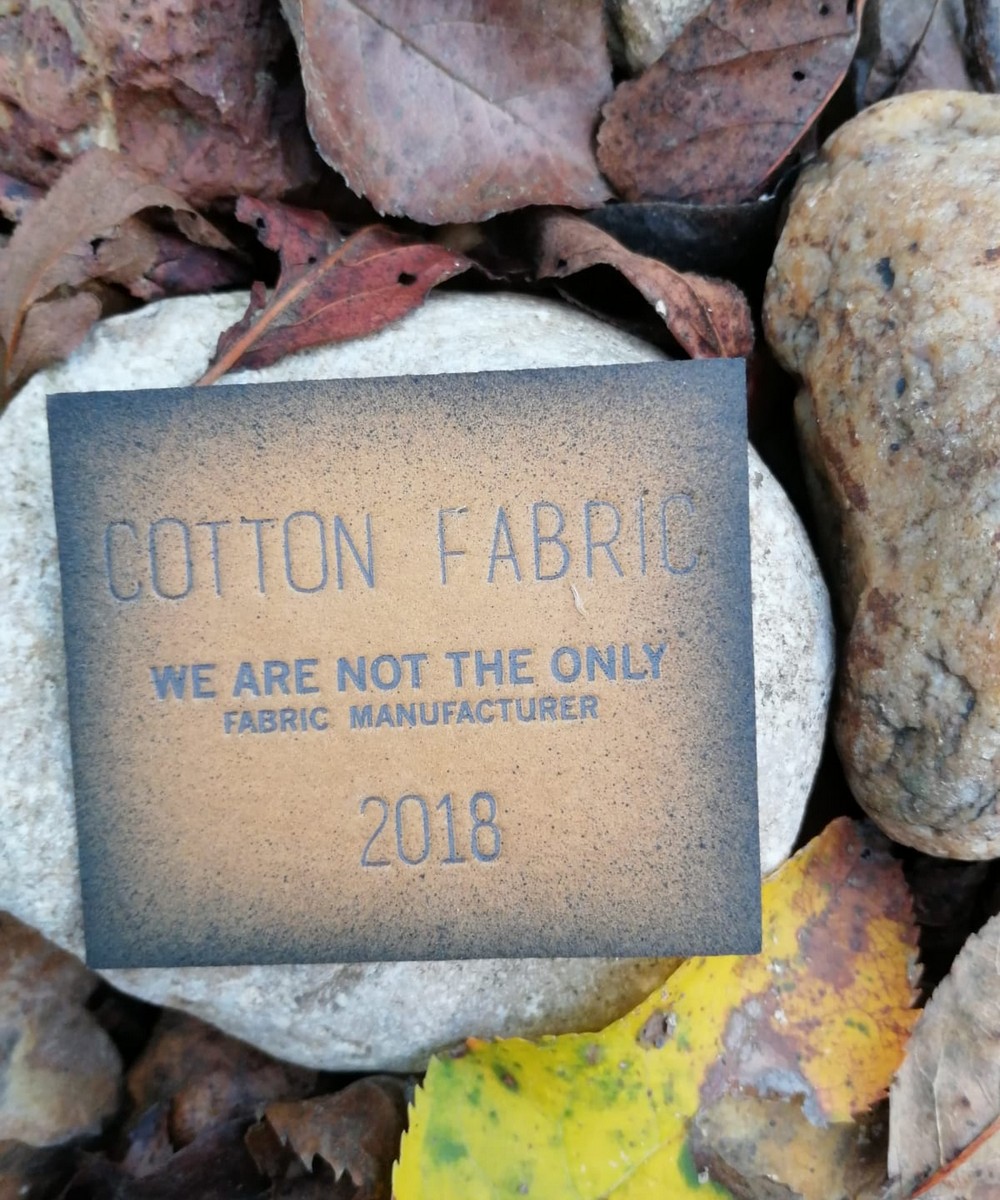 COTTON FABRIC
WE ARE NOT THE ONLY
FABRIC MANUFACTURER
2018